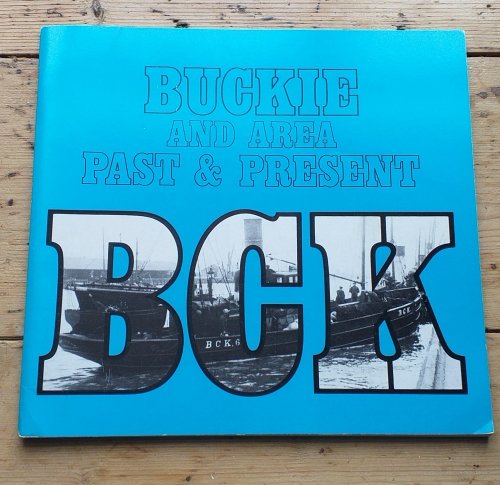 BUCKIE
AND AREA
PAST & PRESENT
BCK
BCK.6
BCK